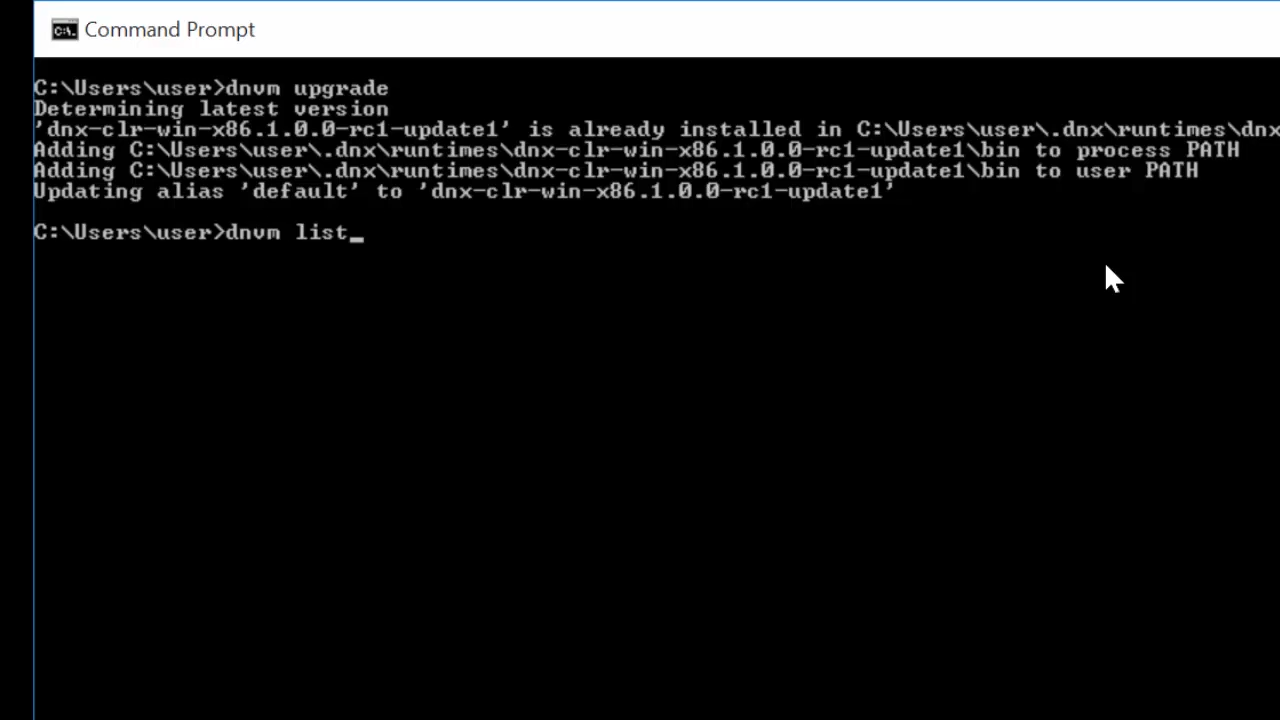 Command Prompt
C:\Users\user>dnvm upgrade
Determining latest version
'dnx-clr-win-x86.1.0.0-rc1-update1' is already installed in C:\Users\user\.dnx\runtimes\dnx
Adding C:\Users\user\.dnx\runtimes\dnx-clr-win-x86.1.0.0-rc1-update1\bin to process PATH
Adding C:\Users\user\.dnx\runtimes\dnx-clr-win-x86.1.0.0-rc1-update1\bin to user PATH
Updating alias 'default' to 'dnx-clr-win-x86.1.0.0-rc1-update1'
C:\Users\user>dnvm list_